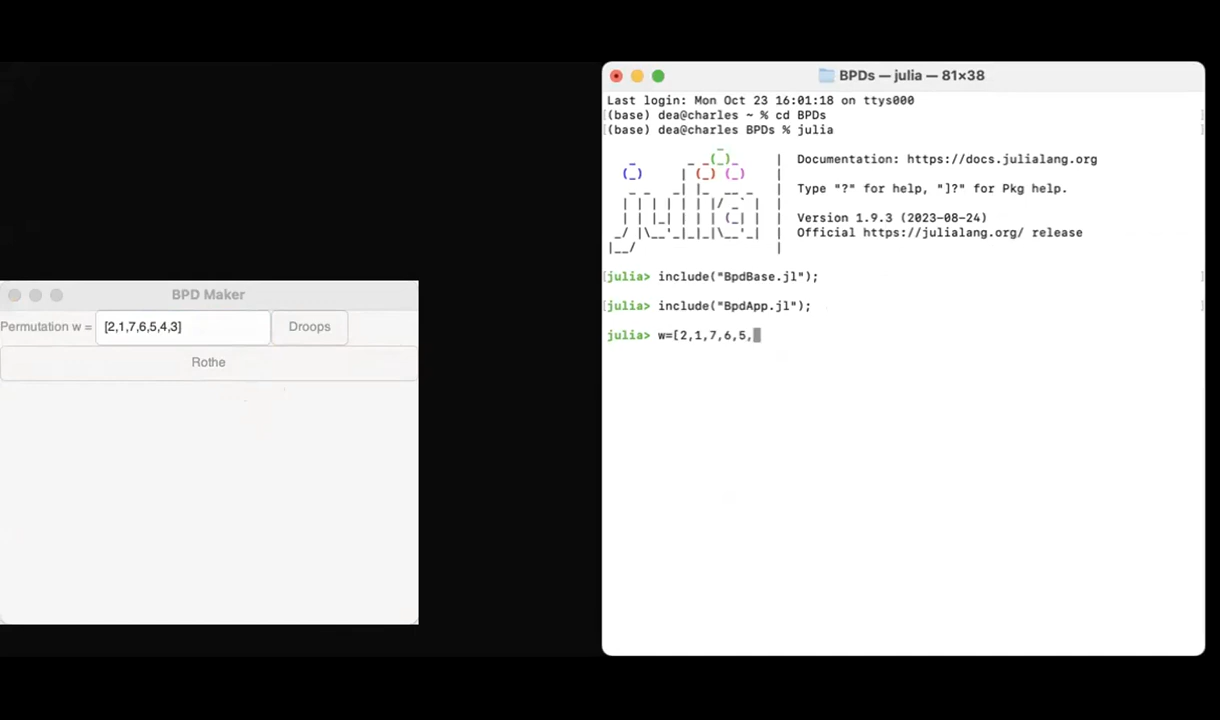 BPD Maker
Permutation w = [2,1,7,6,5,4,3] Droops
Rothe
BPDs — julia — 81×38
Last login: Mon Oct 23 16:01:18 on ttys000
(base) dea@charles ~ % cd BPDs
(base) dea@charles BPDs % julia
Documentation: https://docs.julialang.org
Type "?" for help, "]?" for Pkg help.
Version 1.9.3 (2023-08-24)
Official https://julialang.org/ release
julia> include("BpdBase.jl");
julia> include("BpdApp.jl");
julia> w=[2,1,7,6,5,